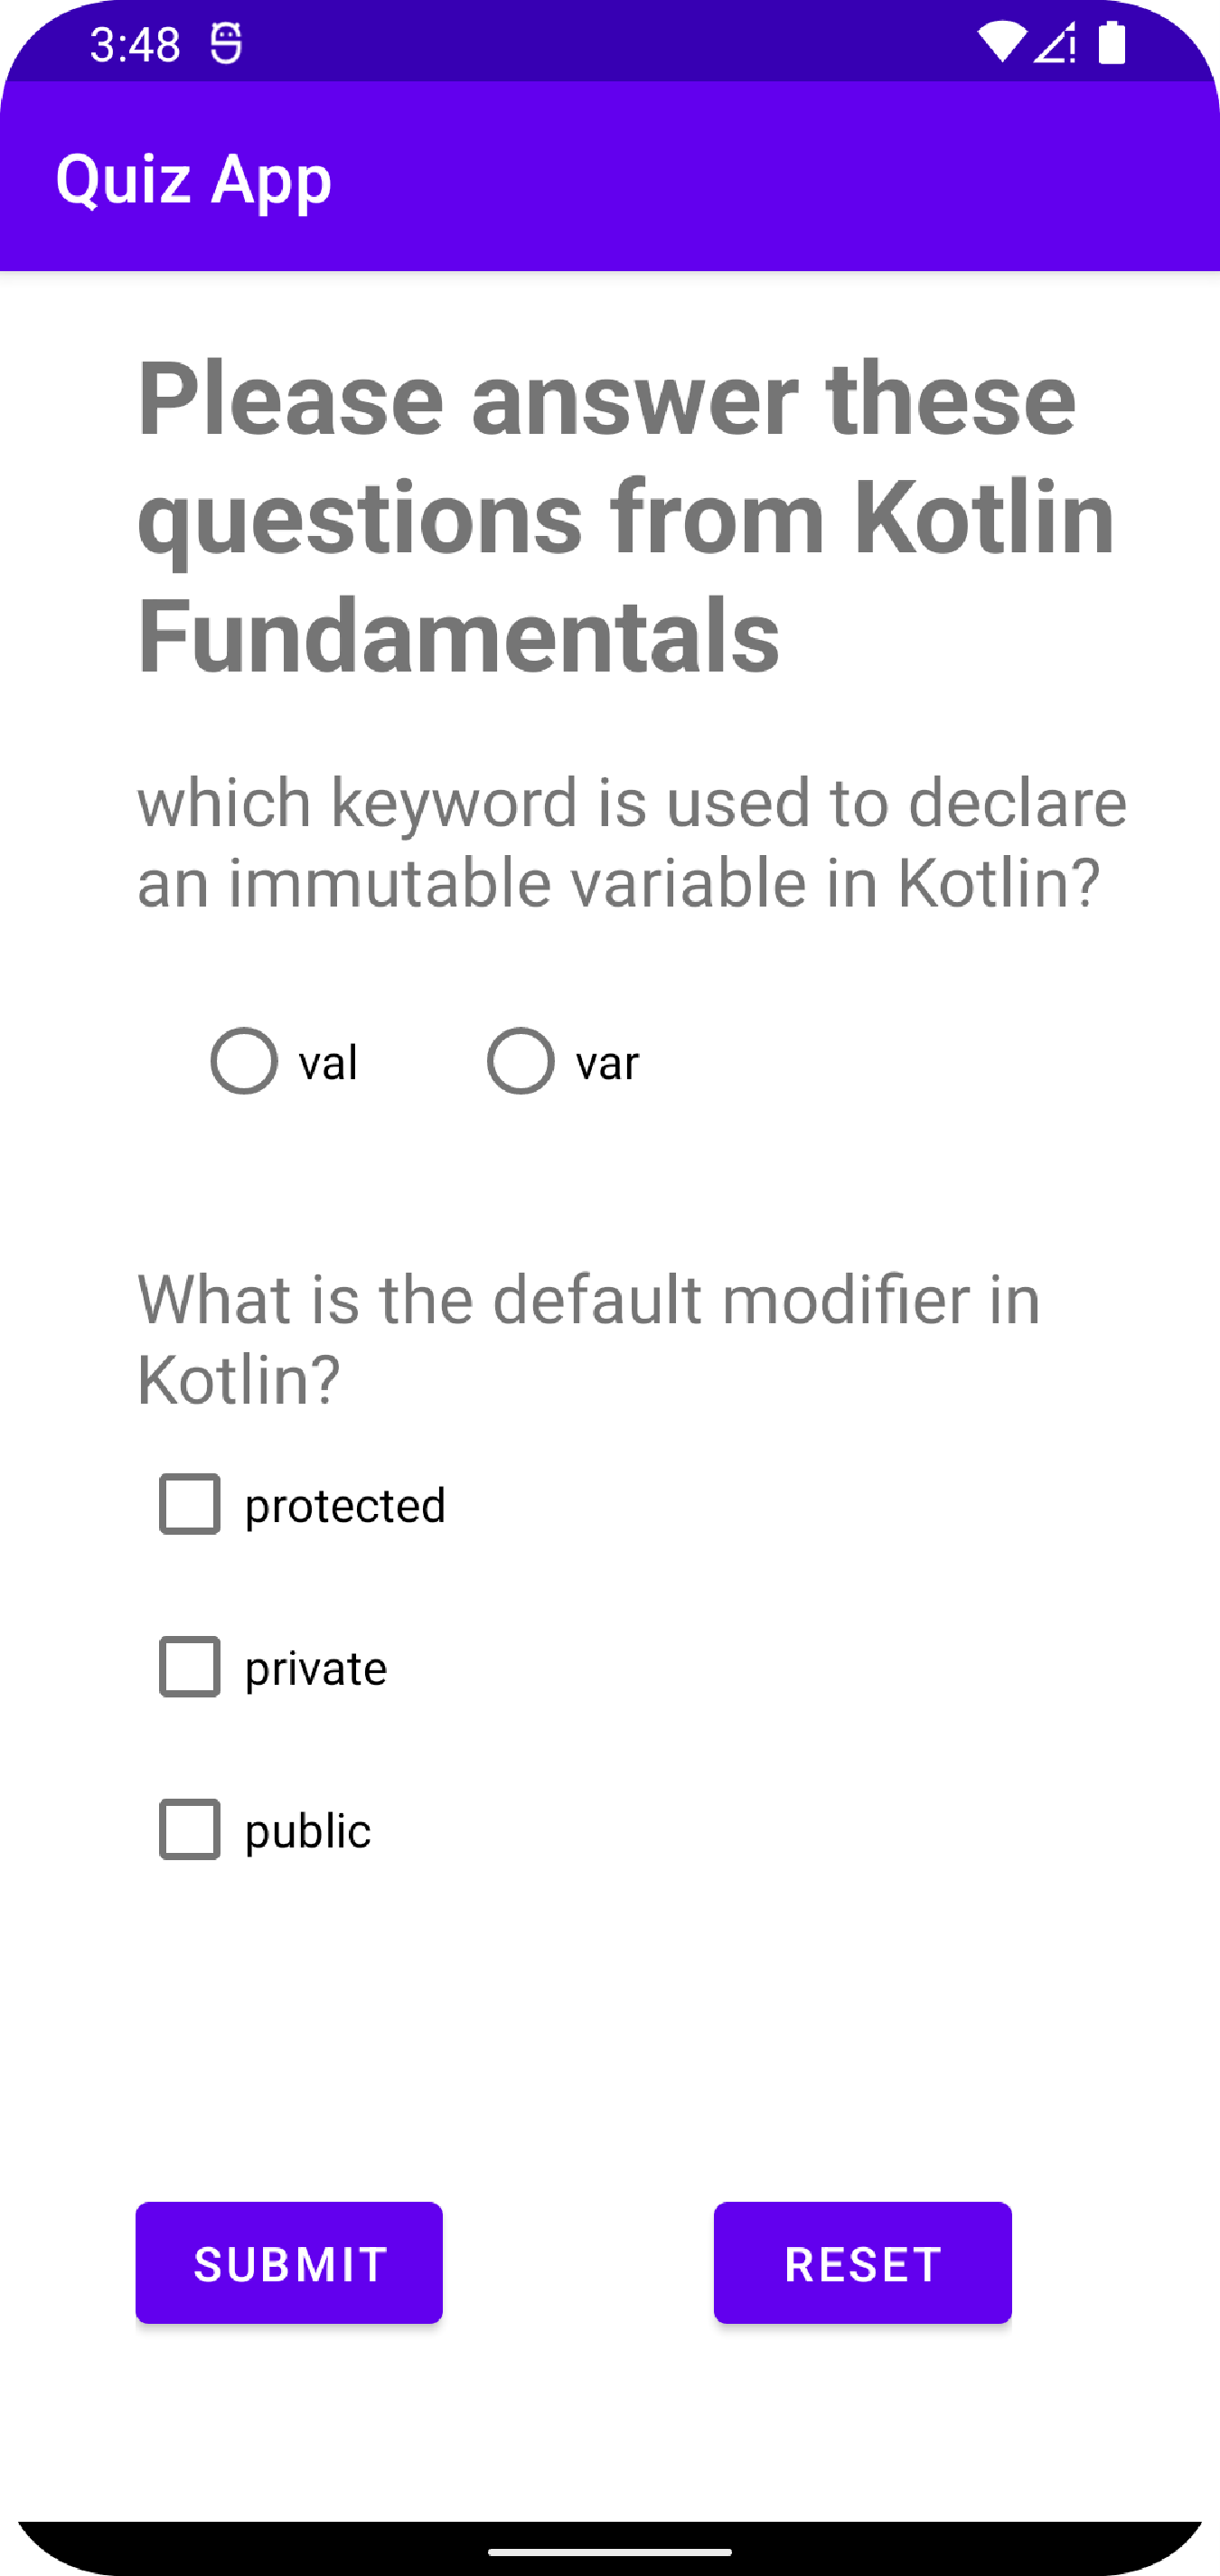 3:48
Quiz App
Please answer these
questions from Kotlin
Fundamentals
which keyword is used to declare
an immutable variable in Kotlin?
val var
What is the default modifier in
Kotlin?
protected
private
public
SUBMIT RESET